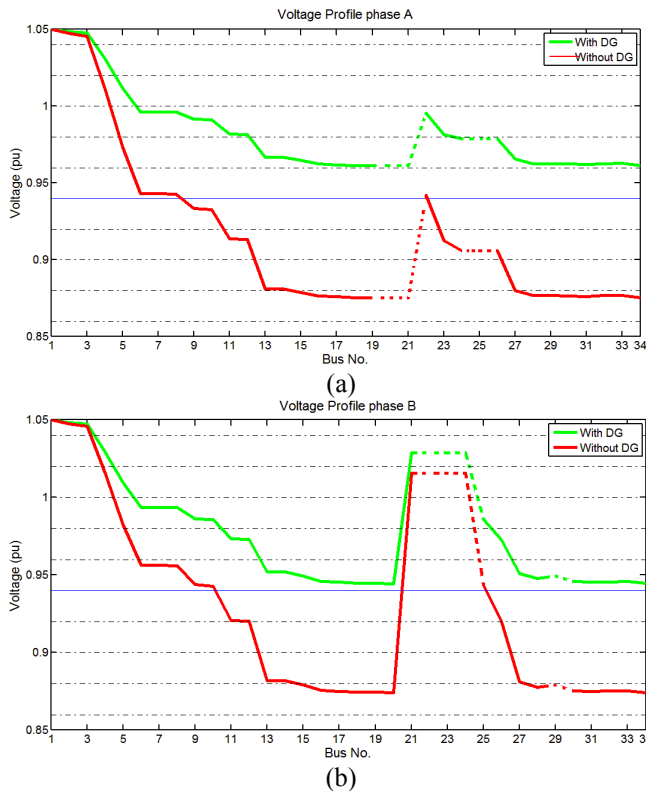 Voltage Profile phase A
1.05
With DG
Without DG
1
Voltage (pu)
0.95
0.9
0.85
1 3 5 7 9 11 13 15 17 19 21 23 25 27 29 31 33 34
Bus No.
(a)
Voltage Profile phase B
1.05
With DG
Without DG
1
Voltage (pu)
0.95
0.9
0.85
1 3 5 7 9 11 13 15 17 19 21 23 25 27 29 31 33 34
Bus No.
(b)